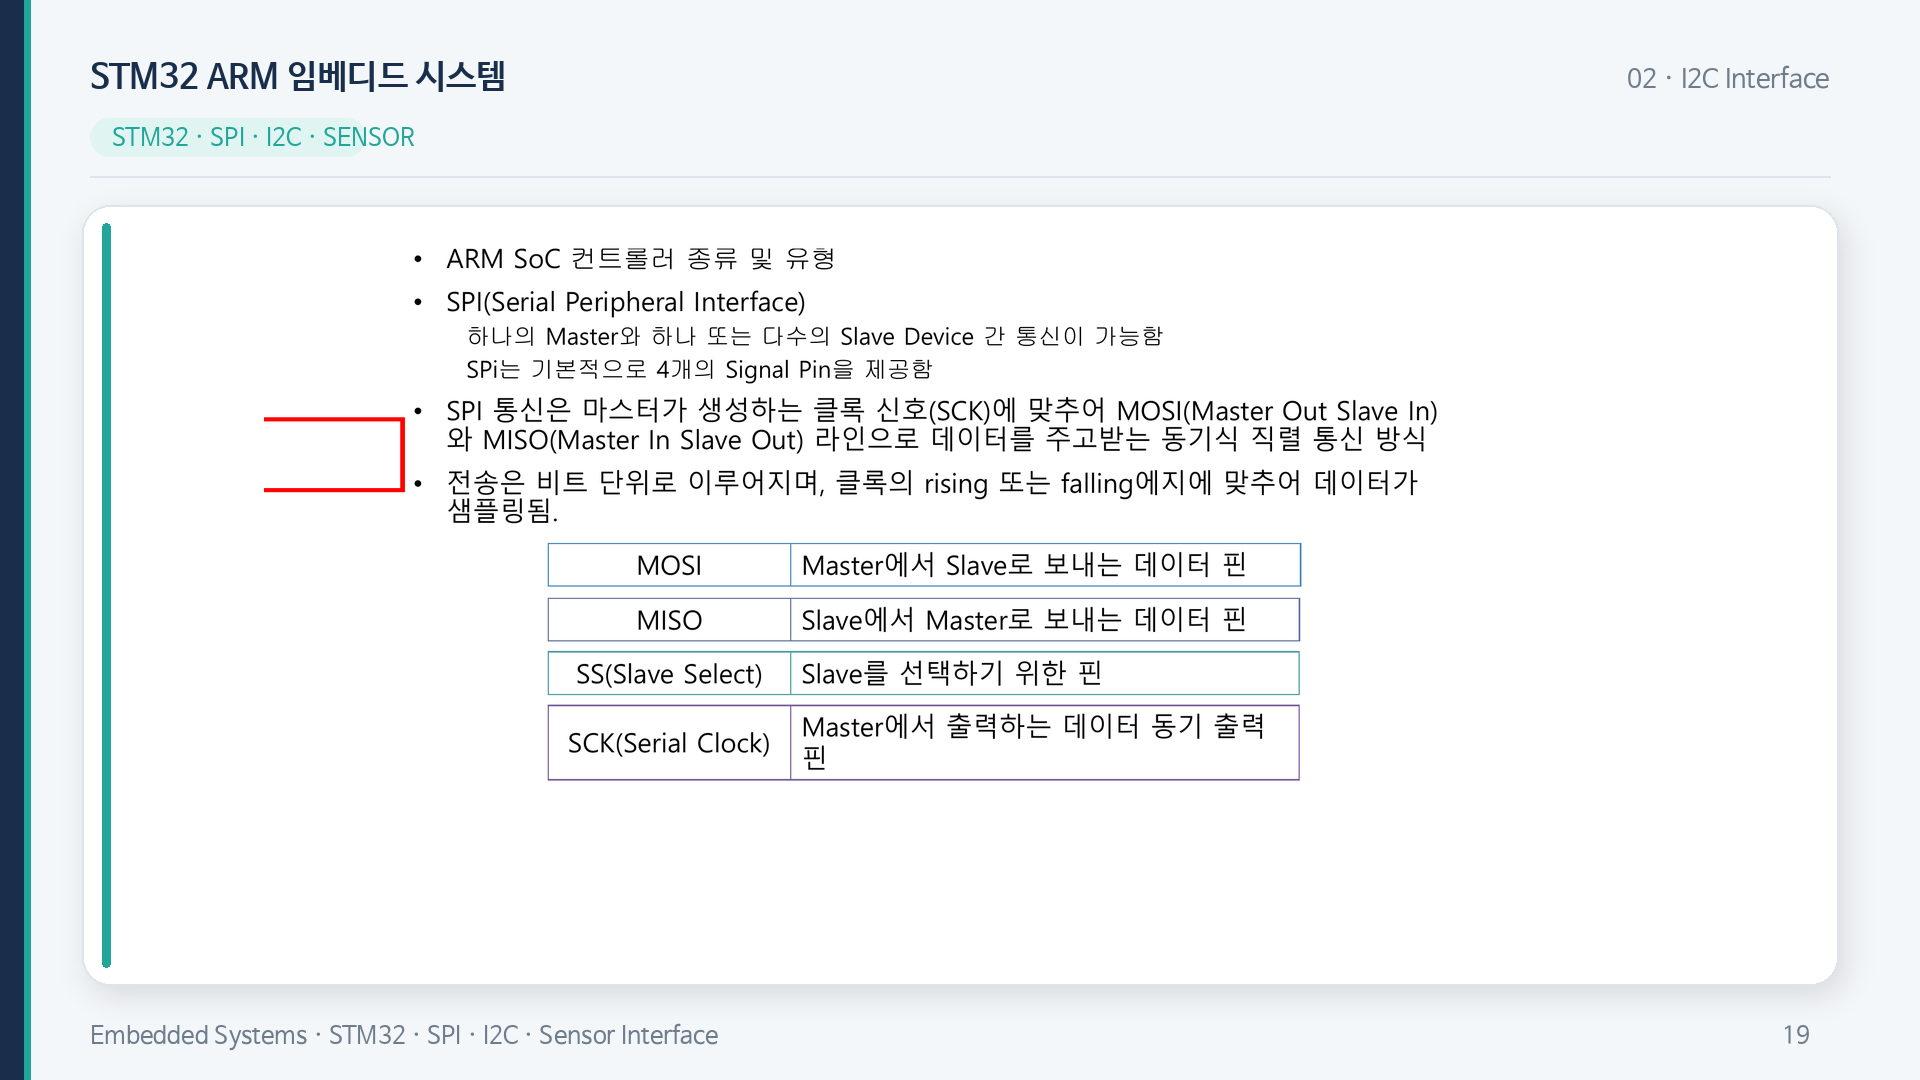 STM32 ARM 임베디드 시스템
02 · I2C Interface
STM32 · SPI · I2C · SENSOR
• ARM SoC 컨트롤러 종류 및 유형
• SPI(Serial Peripheral Interface)
하나의 Master와 하나 또는 다수의 Slave Device 간 통신이 가능함
SPi는 기본적으로 4개의 Signal Pin을 제공함
• SPI 통신은 마스터가 생성하는 클록 신호(SCK)에 맞추어 MOSI(Master Out Slave In)
와 MISO(Master In Slave Out) 라인으로 데이터를 주고받는 동기식 직렬 통신 방식
• 전송은 비트 단위로 이루어지며, 클록의 rising 또는 falling에지에 맞추어 데이터가
샘플링됨.
MOSI Master에서 Slave로 보내는 데이터 핀
MISO Slave에서 Master로 보내는 데이터 핀
SS(Slave Select) Slave를 선택하기 위한 핀
SCK(Serial Clock) Master에서 출력하는 데이터 동기 출력
핀
Embedded Systems · STM32 · SPI · I2C · Sensor Interface
19